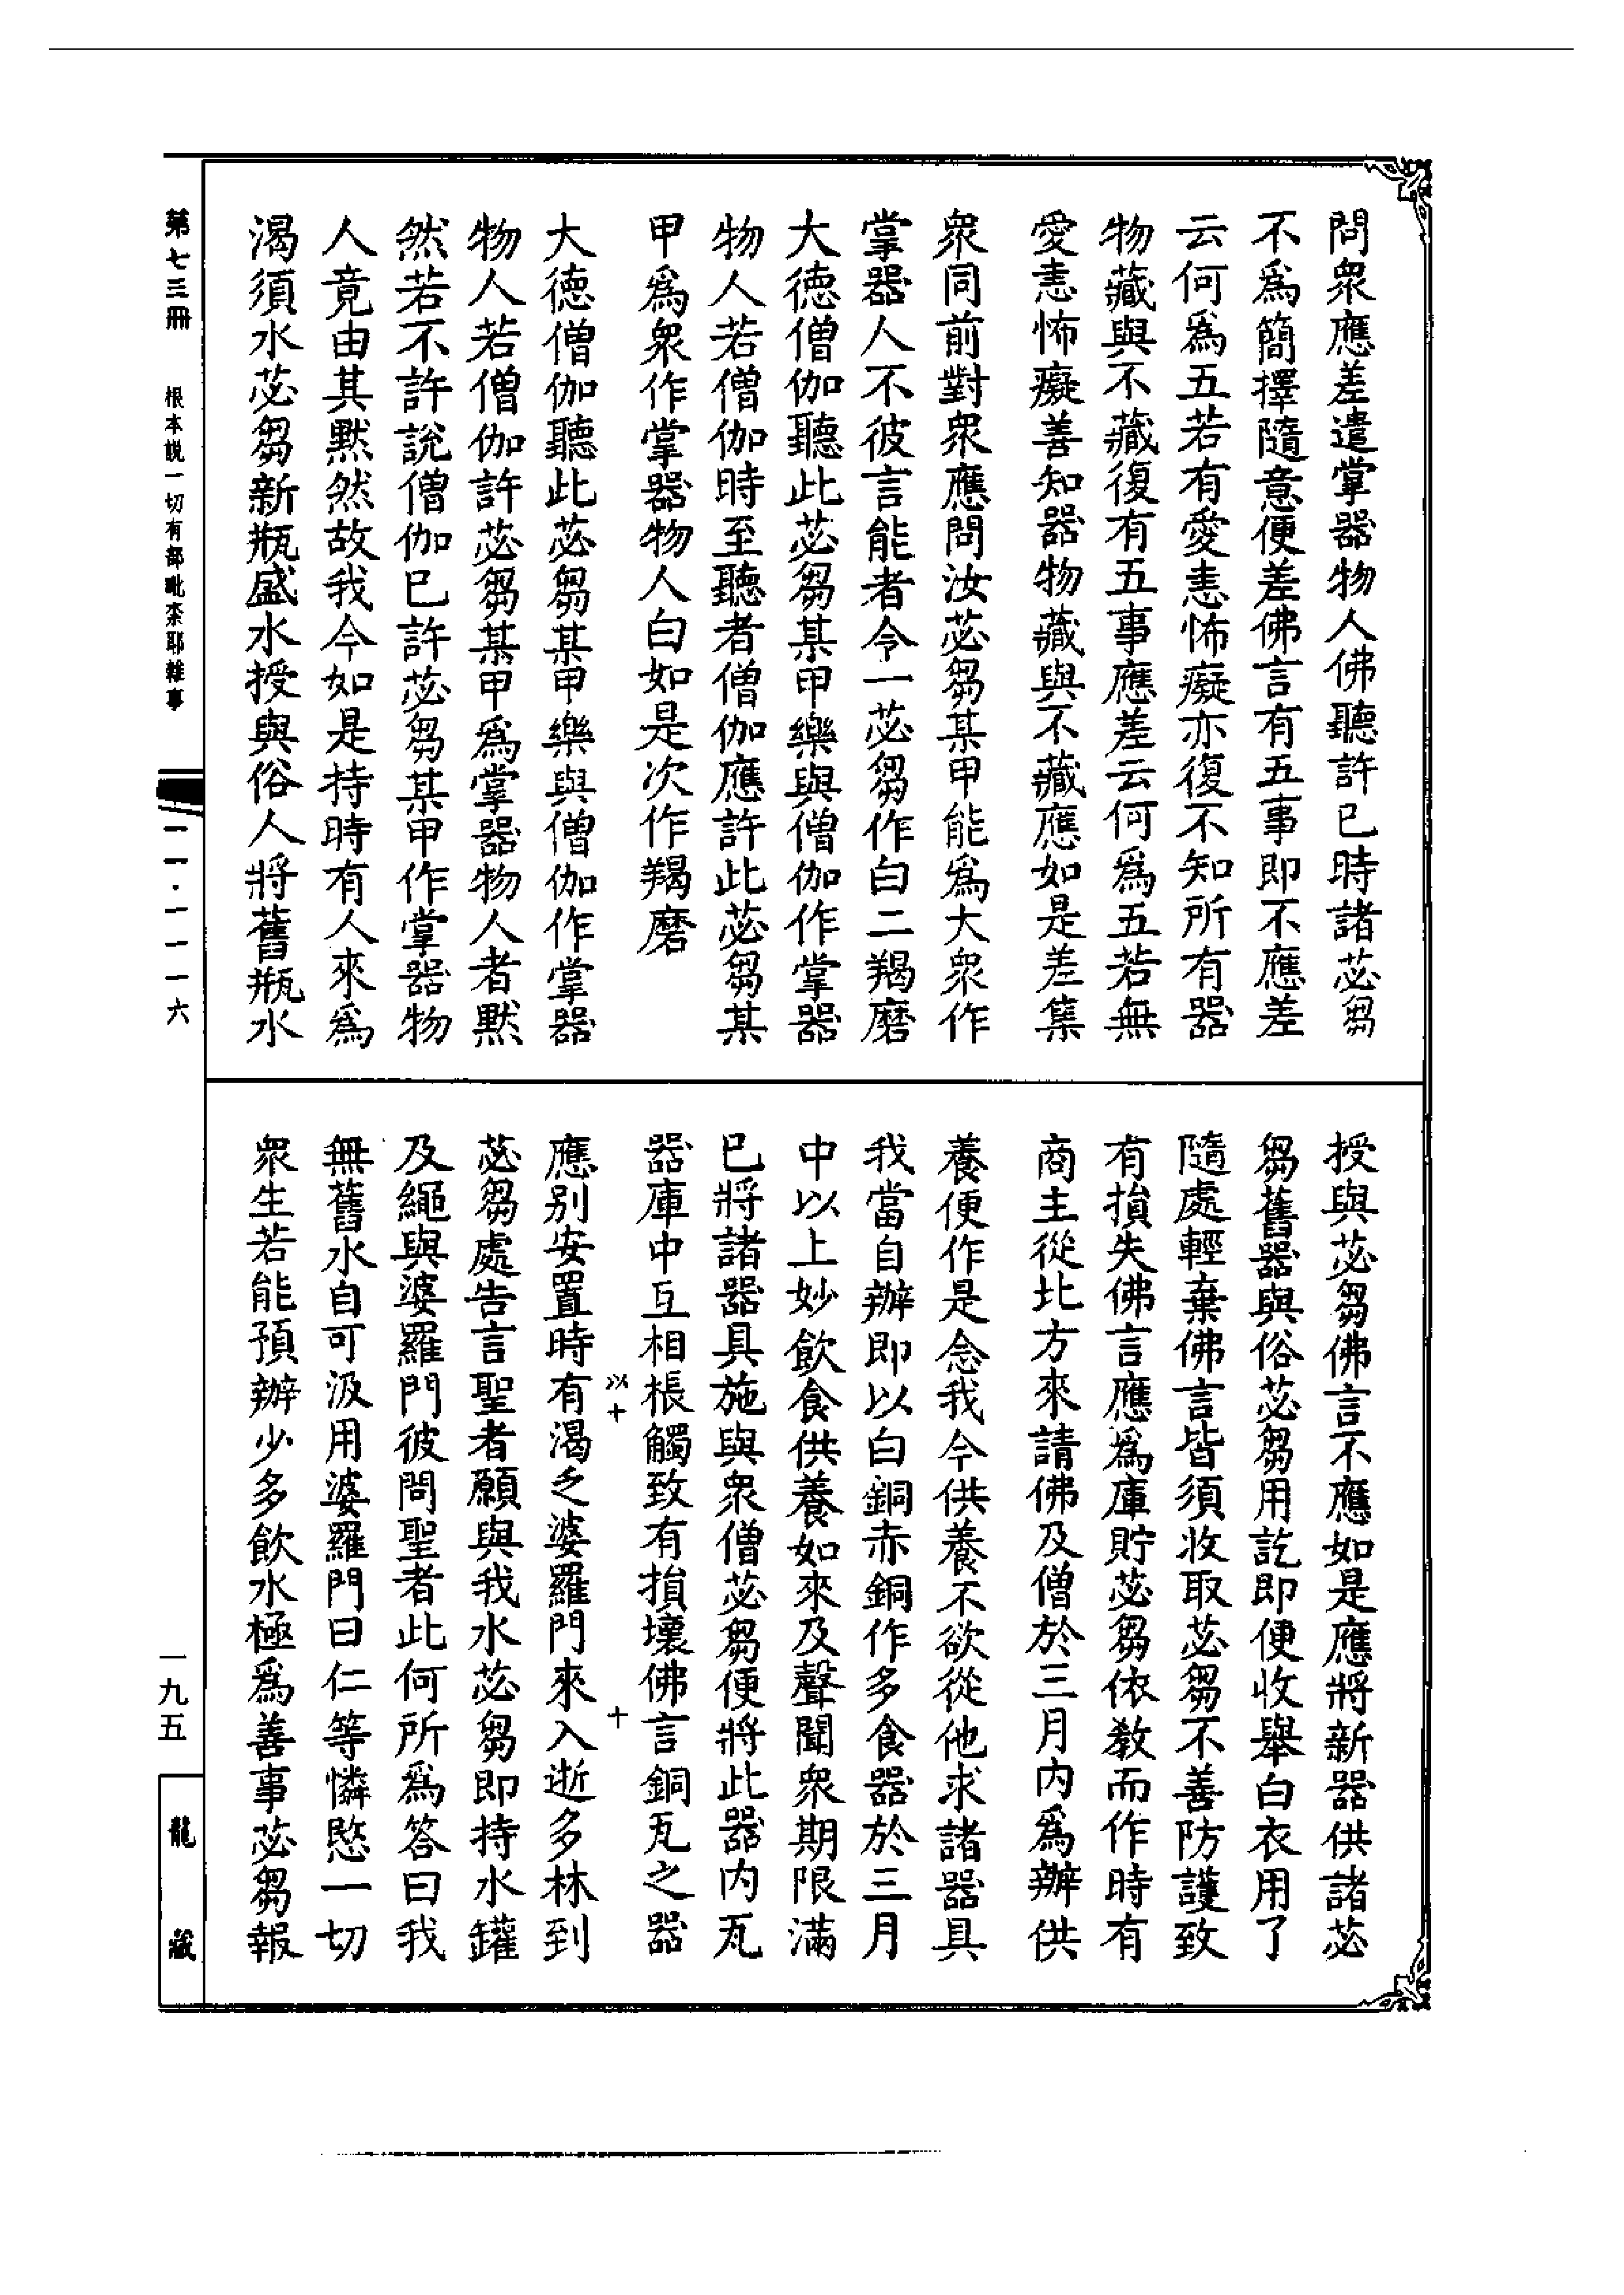 問衆應差遣掌器物人佛聽許已時諸苾芻
不爲簡擇隨意便差佛言有五事即不應差
云何爲五若有愛恚怖癡亦復不知所有器
物藏與不藏復有五事應差云何爲五若無
愛恚怖癡善知器物藏與不藏應如是差集
衆同前對衆應問汝苾芻某甲能爲大衆作
掌器人不彼言能者令一苾芻作白二羯磨
大德僧伽聽此苾芻某甲樂與僧伽作掌器
物人若僧伽時至聽者僧伽應許此苾芻某
甲爲衆作掌器物人白如是次作羯磨
大德僧伽聽此苾芻某甲樂與僧伽作掌器
物人若僧伽許苾芻某甲爲掌器物人者默
然若不許說僧伽已許苾芻某甲作掌器物
人竟由其默然故我今如是持時有人來爲
渴須水苾芻新瓶盛水授與俗人將舊瓶水
授與苾芻佛言不應如是應將新器供諸苾
芻舊器與俗苾芻用訖即便收舉白衣用了
隨處輕棄佛言皆須收取苾芻不善防護致
有損失佛言應爲庫貯苾芻依教而作時有
商主從北方來請佛及僧於三月內爲辦供
養便作是念我今供養不欲從他求諸器具
我當自辦即以白銅赤銅作多食器於三月
中以上妙飲食供養如來及聲聞衆期限滿
已將諸器具施與衆僧苾芻便將此器內瓦
器庫中互相棖觸致有損壞佛言銅瓦之器
以十　十
應別安置時有渴乏婆羅門來入逝多林到
苾芻處告言聖者願與我水苾芻即持水罐
及繩與婆羅門彼問聖者此何所爲答曰我
無舊水自可汲用婆羅門曰仁等憐愍一切
衆生若能預辦少多飲水極爲善事苾芻報
第七三冊　根本說一切有部毗柰耶雜事　一一·一一一六
一九五
龍藏